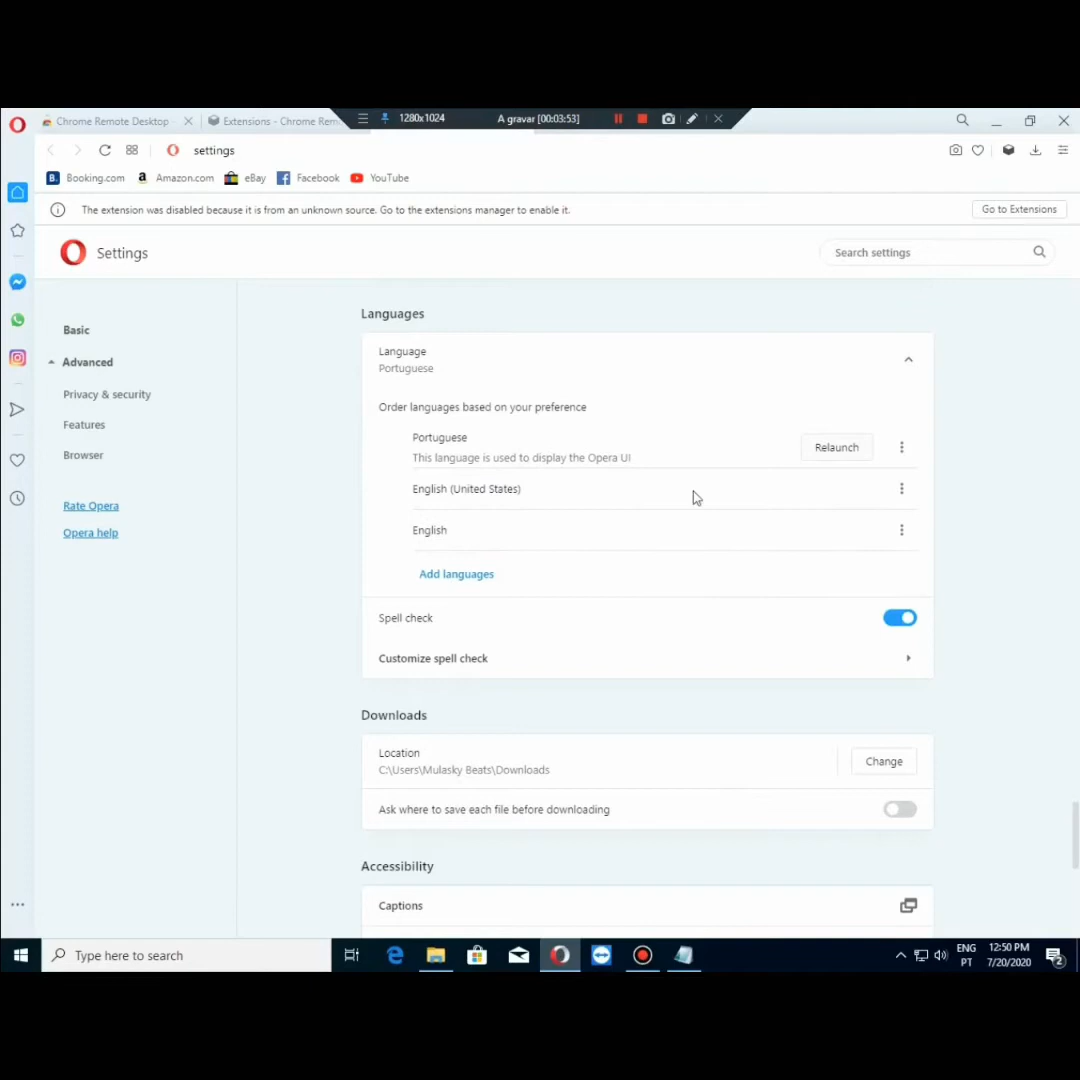 1280x1024
A gravar [00:03:53]
Chrome Remote Desktop
Extensions - Chrome Rem
settings
B. Booking.com
a Amazon.com
eBay
Facebook
YouTube
The extension was disabled because it is from an unknown source. Go to the extensions manager to enable it.
Go to Extensions
Settings
Search settings
Basic
Advanced
Privacy & security
Features
Browser
Rate Opera
Opera help
Languages
Language
Portuguese
Order languages based on your preference
Portuguese
This language is used to display the Opera UI
Relaunch
English (United States)
English
Add languages
Spell check
Customize spell check
Downloads
Location
C:\Users\Mulasky Beats\Downloads
Change
Ask where to save each file before downloading
Accessibility
Captions
Type here to search
ENG
PT
12:50 PM
7/20/2020
2